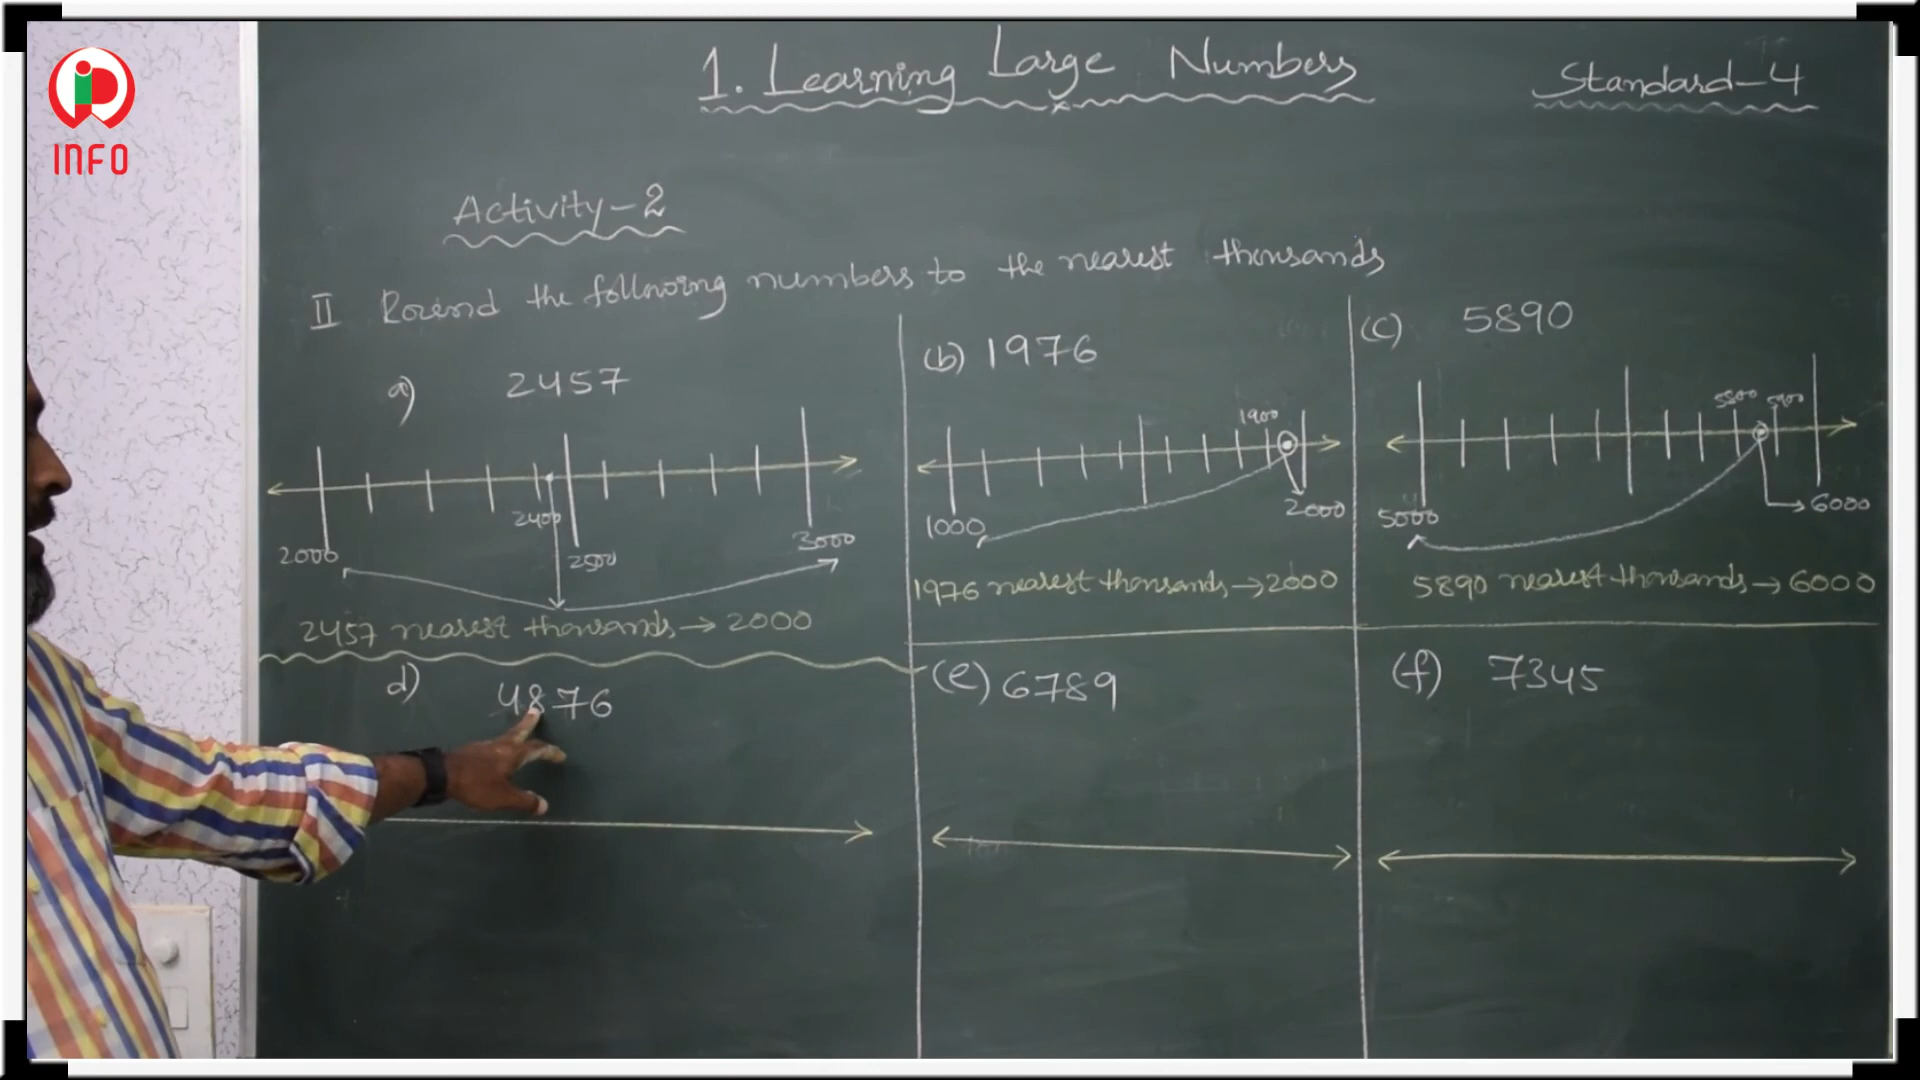 INFO
1. Learning Large Numbers
Standard-4
Activity-2
II Round the following numbers to the nearest thousands
a) 2457
2000
2400
2500
3000
2457 nearest thousands → 2000
(b) 1976
1900
1000
2000
1976 nearest thousands → 2000
(c) 5890
5800
5900
5000
6000
5890 nearest thousands → 6000
d) 4876
(e) 6789
(f) 7345